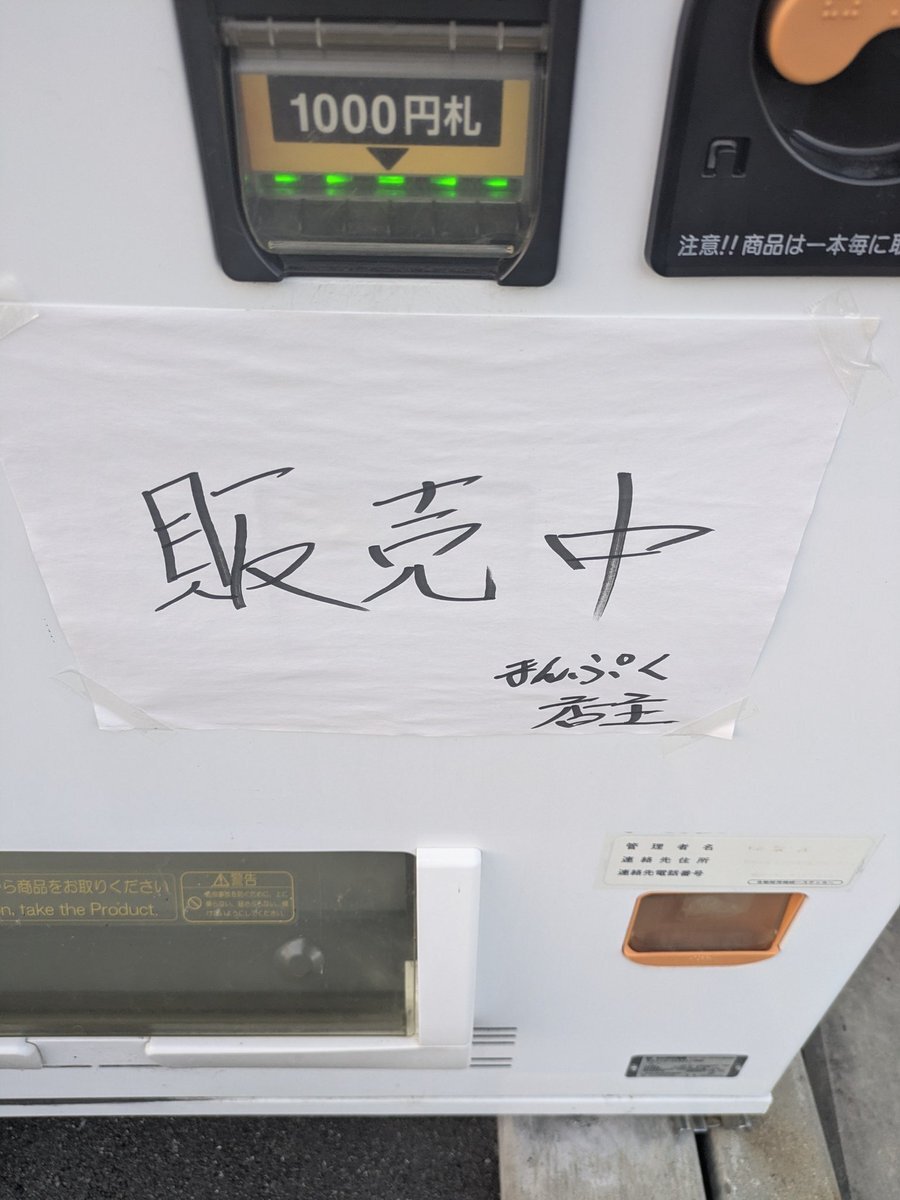 1000円札
注意!!商品は一本毎に取
販売中
まんぷく
店主
ら商品をお取りください
on, take the Product.
警告
管理者名
連絡先住所
連絡先電話番号